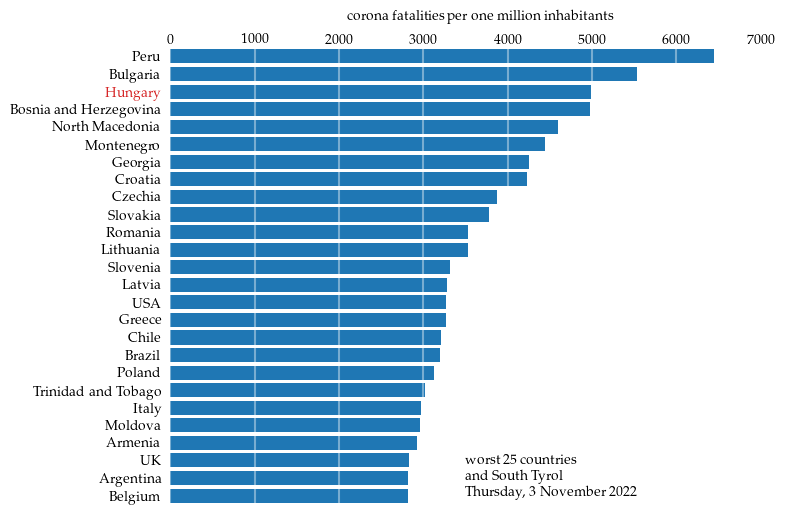 corona fatalities per one million inhabitants
0 1000 2000 3000 4000 5000 6000 7000
Peru
Bulgaria
Hungary
Bosnia and Herzegovina
North Macedonia
Montenegro
Georgia
Croatia
Czechia
Slovakia
Romania
Lithuania
Slovenia
Latvia
USA
Greece
Chile
Brazil
Poland
Trinidad and Tobago
Italy
Moldova
Armenia
UK
Argentina
Belgium
worst 25 countries
and South Tyrol
Thursday, 3 November 2022